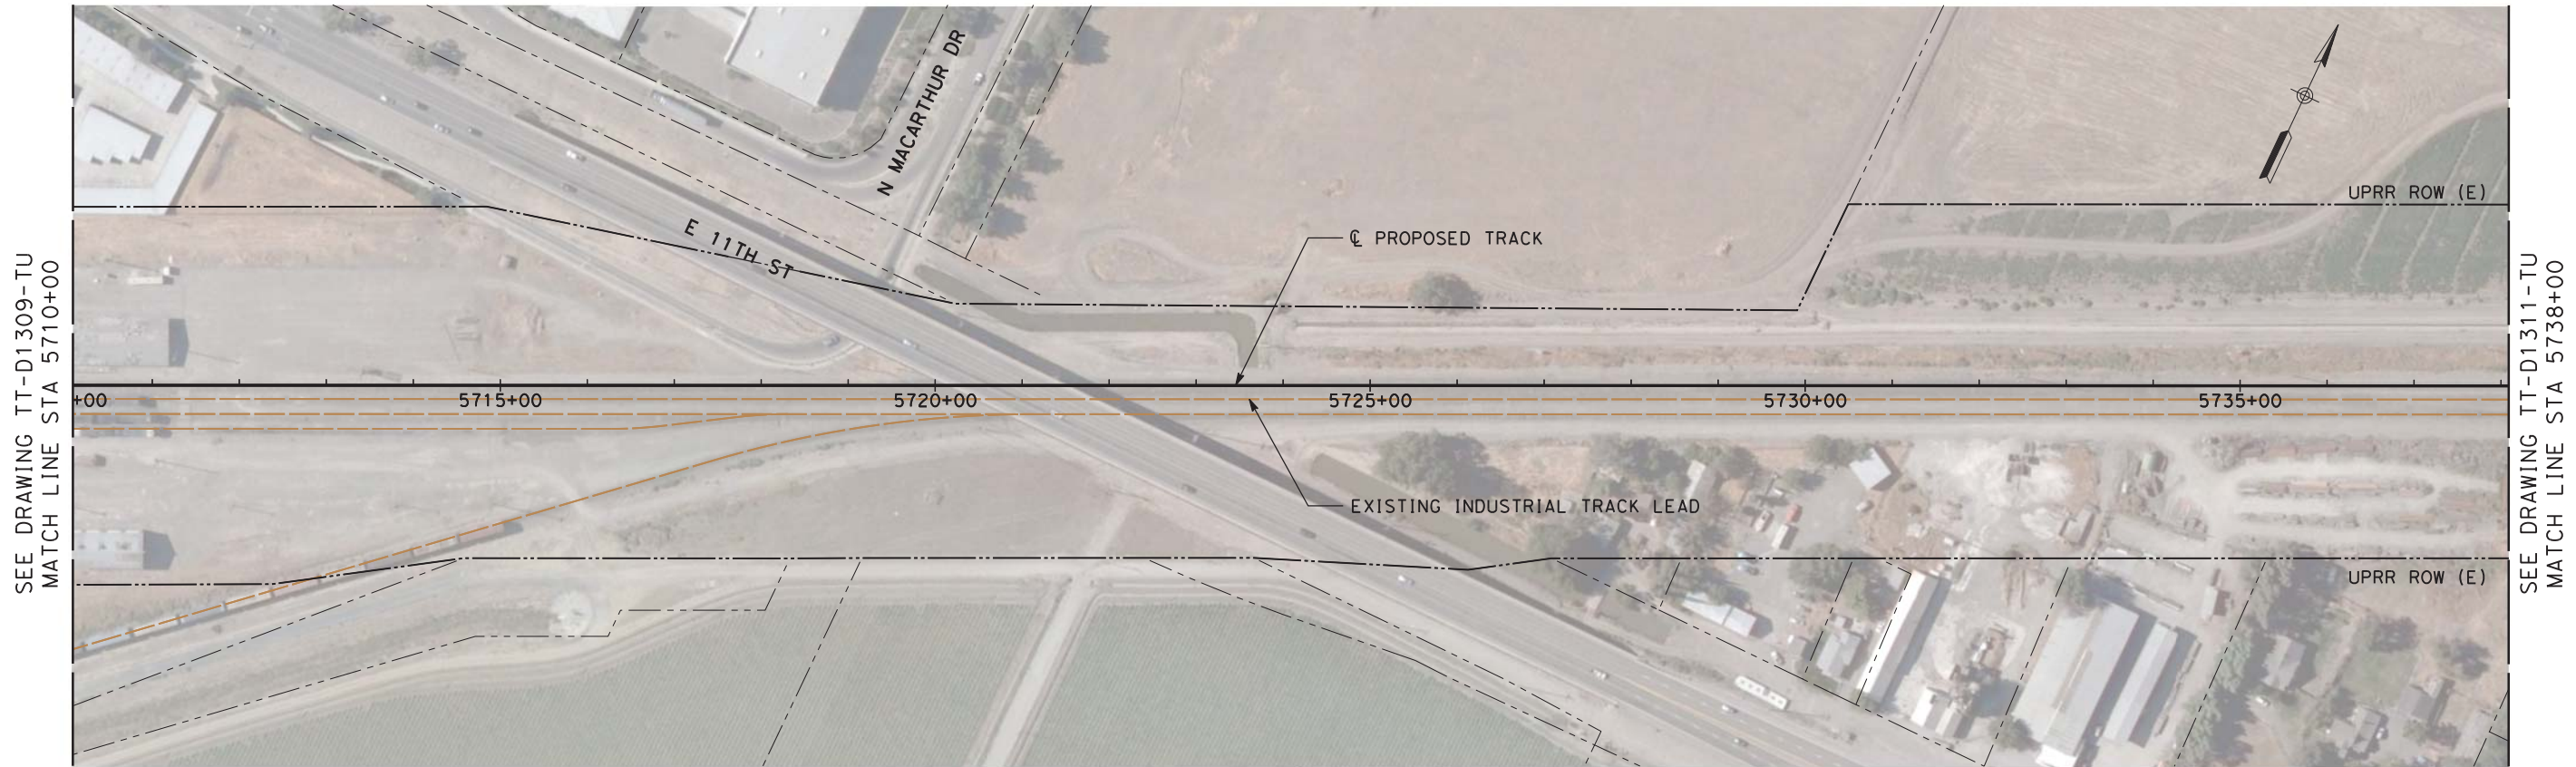 SEE DRAWING TT-D1309-TU
MATCH LINE STA 5710+00
N MACARTHUR DR
E 11TH ST
℄ PROPOSED TRACK
UPRR ROW (E)
+00
5715+00
5720+00
5725+00
5730+00
5735+00
EXISTING INDUSTRIAL TRACK LEAD
UPRR ROW (E)
SEE DRAWING TT-D1311-TU
MATCH LINE STA 5738+00